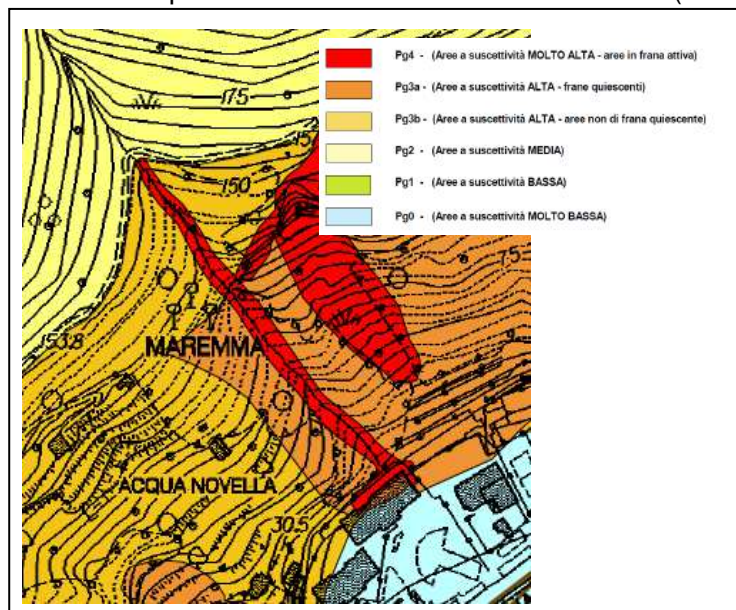 Pg4 - (Aree a suscettività MOLTO ALTA - aree in frana attiva)
Pg3a - (Aree a suscettività ALTA - frane quiescenti)
Pg3b - (Aree a suscettività ALTA - aree non di frana quiescente)
Pg2 - (Aree a suscettività MEDIA)
Pg1 - (Aree a suscettività BASSA)
Pg0 - (Aree a suscettività MOLTO BASSA)
175
150
75
153.8
MAREMMA
ACQUA NOVELLA
30.5